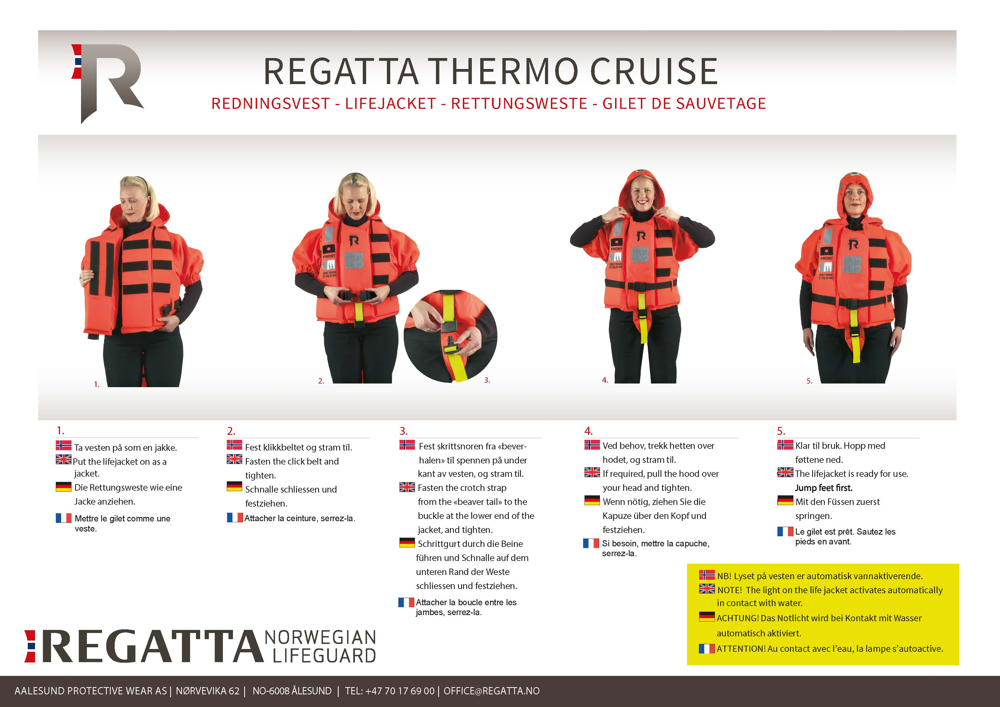 REGATTA THERMO CRUISE
REDNINGSVEST - LIFEJACKET - RETTUNGSWESTE - GILET DE SAUVETAGE
R
FRONT
ADULT PERSONS
R
FRONT
ADULT PERSONS
R
FRONT
ADULT PERSONS
1.
2.
3.
4.
5.
1.
Ta vesten på som en jakke.
Put the lifejacket on as a
jacket.
Die Rettungsweste wie eine
Jacke anziehen.
Mettre le gilet comme une
veste.
2.
Fest klikkbeltet og stram til.
Fasten the click belt and
tighten.
Schnalle schliessen und
festziehen.
Attacher la ceinture, serrez-la.
3.
Fest skrittsnoren fra «bever-
halen» til spennen på under
kant av vesten, og stram til.
Fasten the crotch strap
from the «beaver tail» to the
buckle at the lower end of the
jacket, and tighten.
Schrittgurt durch die Beine
führen und Schnalle auf dem
unteren Rand der Weste
schliessen und festziehen.
Attacher la boucle entre les
jambes, serrez-la.
4.
Ved behov, trekk hetten over
hodet, og stram til.
If required, pull the hood over
your head and tighten.
Wenn nötig, ziehen Sie die
Kapuze über den Kopf und
festziehen.
Si besoin, mettre la capuche,
serrez-la.
5.
Klar til bruk. Hopp med
føttene ned.
The lifejacket is ready for use.
Jump feet first.
Mit den Füssen zuerst
springen.
Le gilet est prêt. Sautez les
pieds en avant.
NB! Lyset på vesten er automatisk vannaktiverende.
NOTE! The light on the life jacket activates automatically
in contact with water.
ACHTUNG! Das Notlicht wird bei Kontakt mit Wasser
automatisch aktiviert.
ATTENTION! Au contact avec l'eau, la lampe s'autoactive.
REGATTA NORWEGIAN
LIFEGUARD
AALESUND PROTECTIVE WEAR AS | NØRVEVIKA 62 | NO-6008 ÅLESUND | TEL: +47 70 17 69 00 | OFFICE@REGATTA.NO